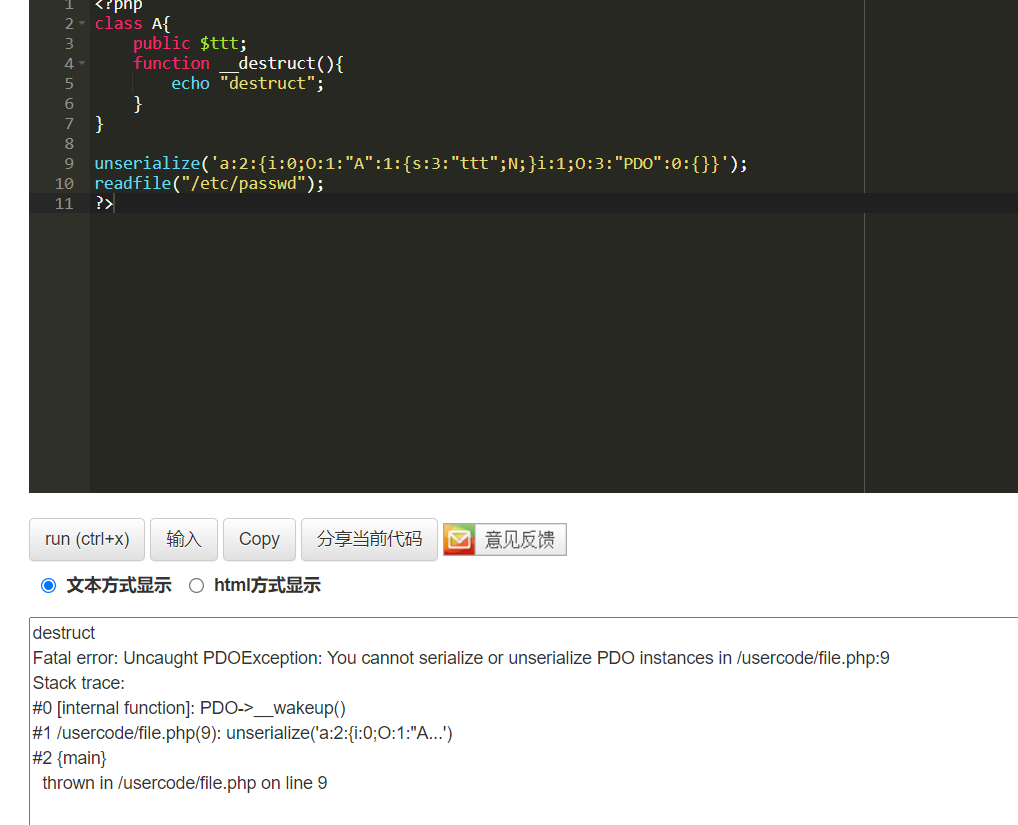 1 <?php
2 class A{
3 public $ttt;
4 function __destruct(){
5 echo "destruct";
6 }
7 }
8
9 unserialize('a:2:{i:0;O:1:"A":1:{s:3:"ttt";N;}i:1;O:3:"PDO":0:{}}');
10 readfile("/etc/passwd");
11 ?>
run (ctrl+x) 输入 Copy 分享当前代码 意见反馈
文本方式显示 html方式显示
destruct
Fatal error: Uncaught PDOException: You cannot serialize or unserialize PDO instances in /usercode/file.php:9
Stack trace:
#0 [internal function]: PDO->__wakeup()
#1 /usercode/file.php(9): unserialize('a:2:{i:0;O:1:"A...')
#2 {main}
thrown in /usercode/file.php on line 9